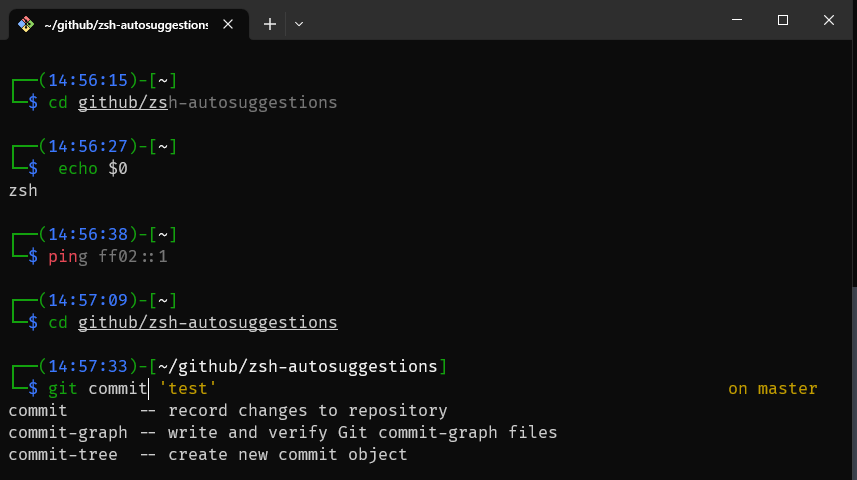 ~/github/zsh-autosuggestions
┌──(14:56:15)-[~]
└─$ cd github/zsh-autosuggestions
┌──(14:56:27)-[~]
└─$  echo $0
zsh
┌──(14:56:38)-[~]
└─$ ping ff02::1
┌──(14:57:09)-[~]
└─$ cd github/zsh-autosuggestions
┌──(14:57:33)-[~/github/zsh-autosuggestions]
└─$ git commit 'test' on master
commit       -- record changes to repository
commit-graph -- write and verify Git commit-graph files
commit-tree  -- create new commit object